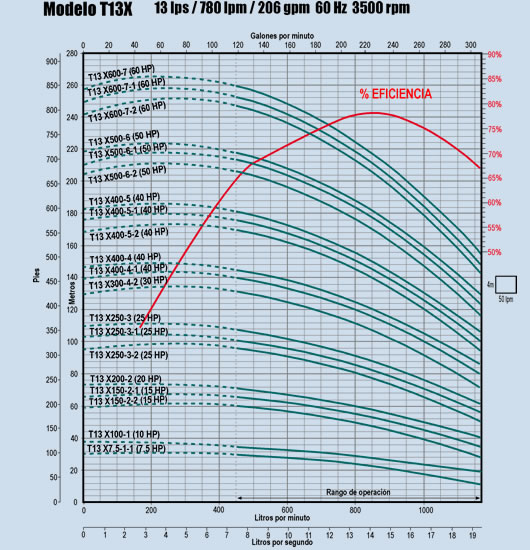 Modelo T13X 13 lps / 780 lpm / 206 gpm 60 Hz 3500 rpm
Galones por minuto
0 20 40 60 80 100 120 140 160 180 200 220 240 260 280 300
Pies
900
850
800
750
700
650
600
550
500
450
400
350
300
250
200
150
100
50
0
Metros
280
260
240
220
200
180
160
140
120
100
80
60
40
20
0
90%
85%
80%
75%
70%
65%
60%
55%
50%
% EFICIENCIA
T13 X600-7 (60 HP)
T13 X600-7-1 (60 HP)
T13 X600-7-2 (60 HP)
T13 X500-6 (50 HP)
T13 X500-6-1 (50 HP)
T13 X500-6-2 (50 HP)
T13 X400-5 (40 HP)
T13 X400-5-1 (40 HP)
T13 X400-5-2 (40 HP)
T13 X400-4 (40 HP)
T13 X400-4-1 (40 HP)
T13 X300-4-2 (30 HP)
T13 X250-3 (25 HP)
T13 X250-3-1 (25 HP)
T13 X250-3-2 (25 HP)
T13 X200-2 (20 HP)
T13 X150-2-1 (15 HP)
T13 X150-2-2 (15 HP)
T13 X100-1 (10 HP)
T13 X7.5-1-1 (7.5 HP)
4m
50 lpm
Rango de operación
0 200 400 600 800 1000
Litros por minuto
0 1 2 3 4 5 6 7 8 9 10 11 12 13 14 15 16 17 18 19
Litros por segundo